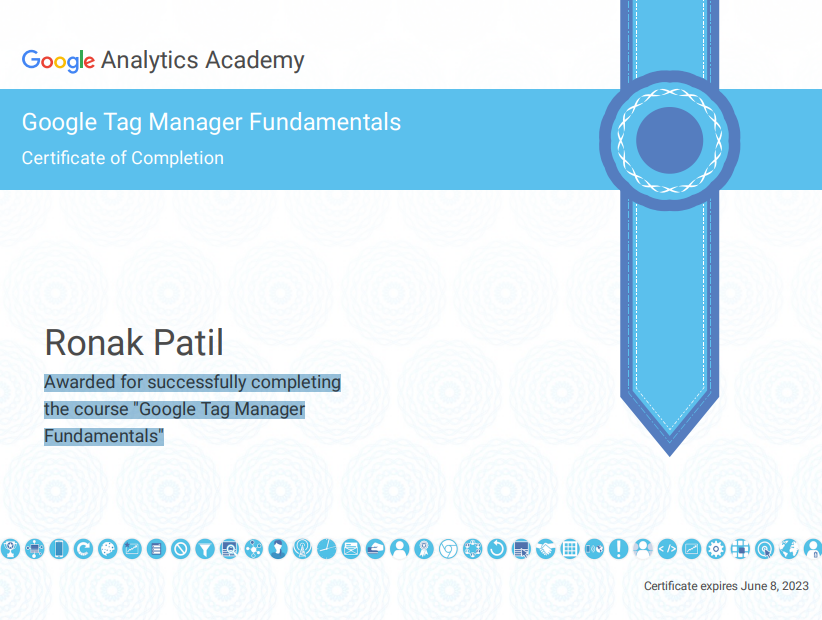 Google Analytics Academy
Google Tag Manager Fundamentals
Certificate of Completion
Ronak Patil
Awarded for successfully completing
the course "Google Tag Manager
Fundamentals"
Certificate expires June 8, 2023